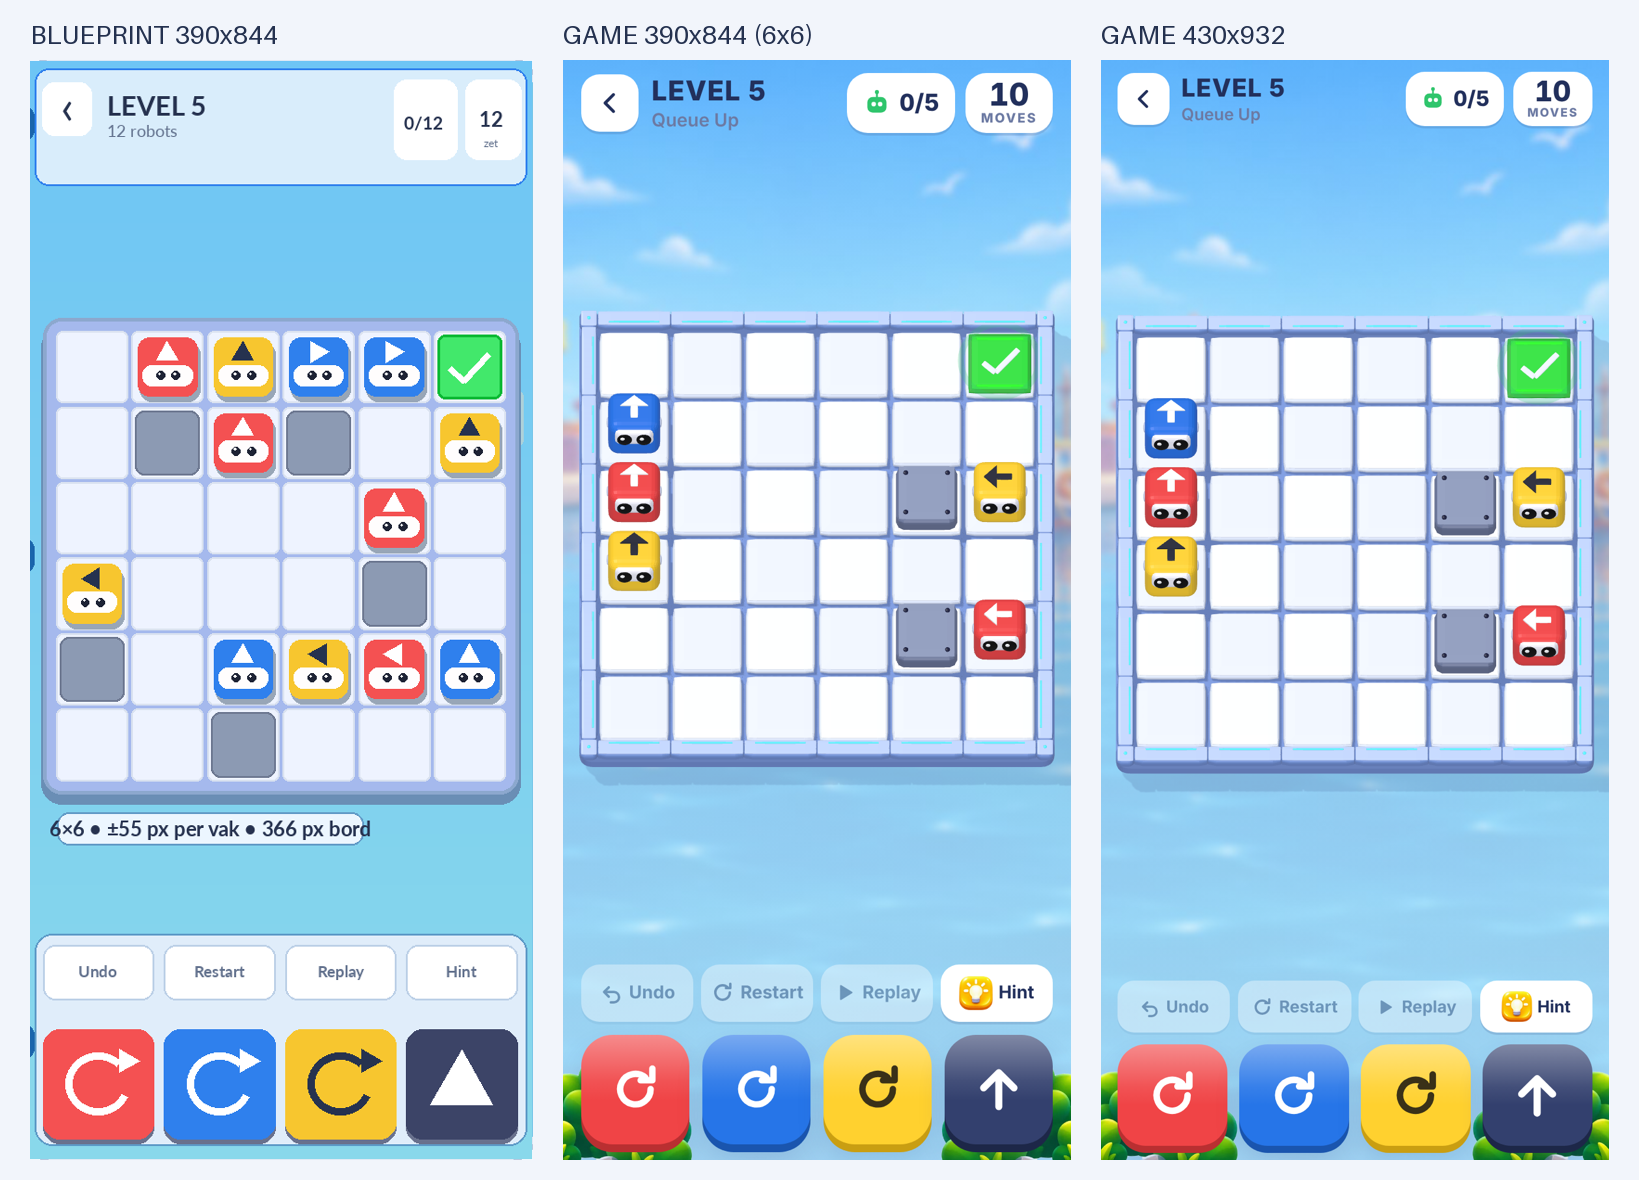 BLUEPRINT 390x844
LEVEL 5
12 robots
0/12
12
zet
6×6 • ±55 px per vak • 366 px bord
Undo
Restart
Replay
Hint
GAME 390x844 (6x6)
LEVEL 5
Queue Up
0/5
10
MOVES
Undo
Restart
Replay
Hint
GAME 430x932
LEVEL 5
Queue Up
0/5
10
MOVES
Undo
Restart
Replay
Hint